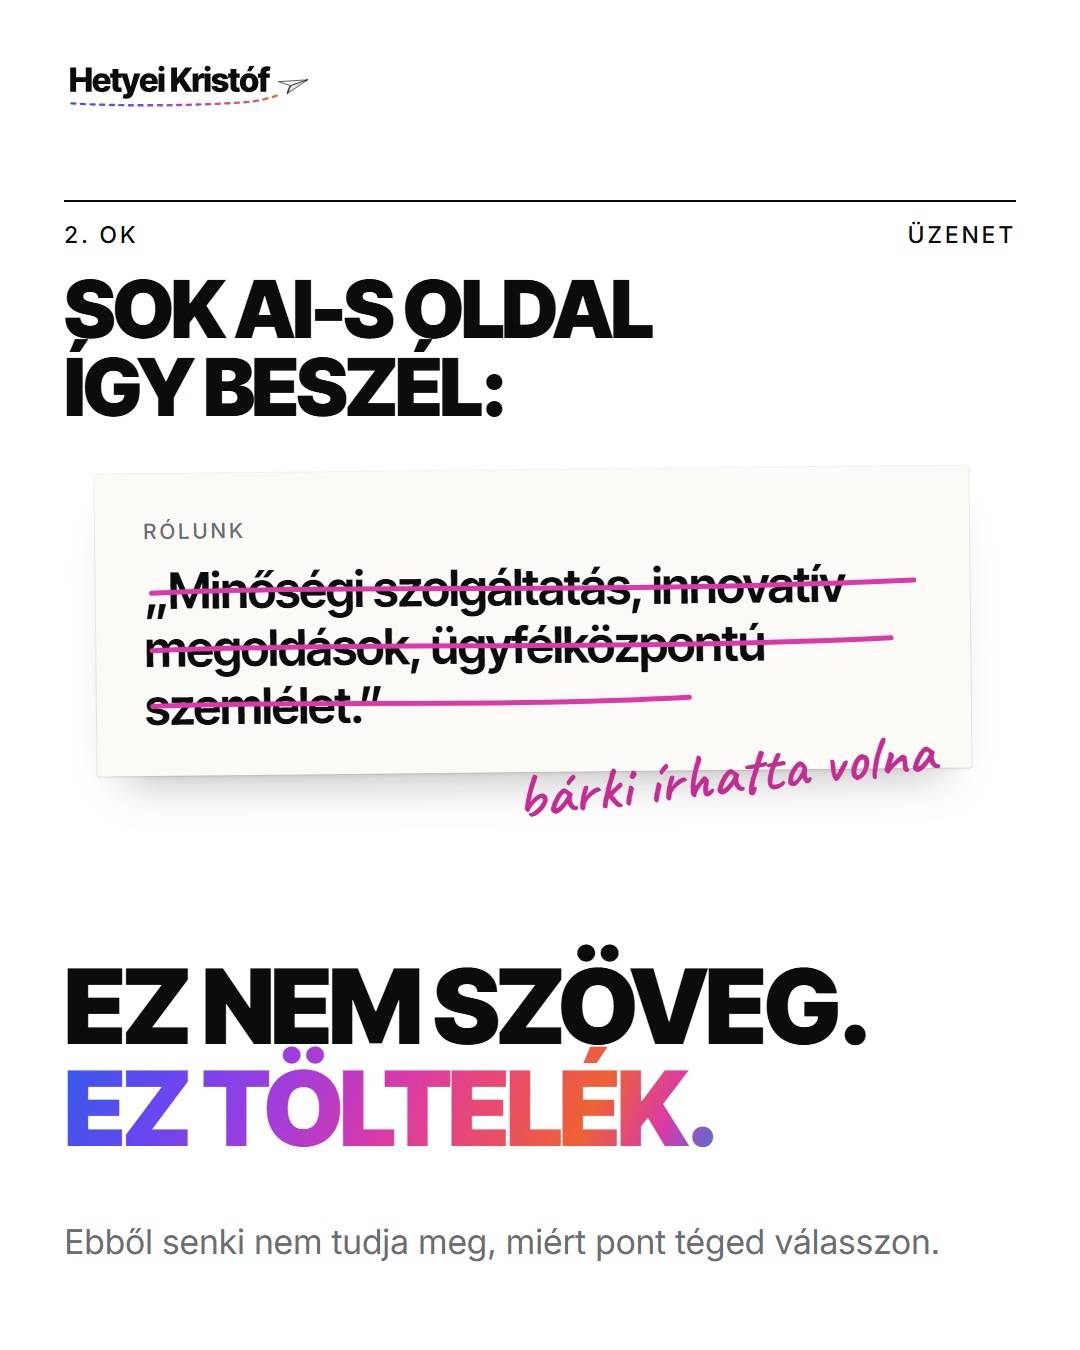 Hetyei Kristóf
2. OK
ÜZENET
SOK AI-S OLDAL
ÍGY BESZÉL:
RÓLUNK
„Minőségi szolgáltatás, innovatív
megoldások, ügyfélközpontú
szemlélet.”
bárki írhatta volna
EZ NEM SZÖVEG.
EZ TÖLTELÉK.
Ebből senki nem tudja meg, miért pont téged válasszon.